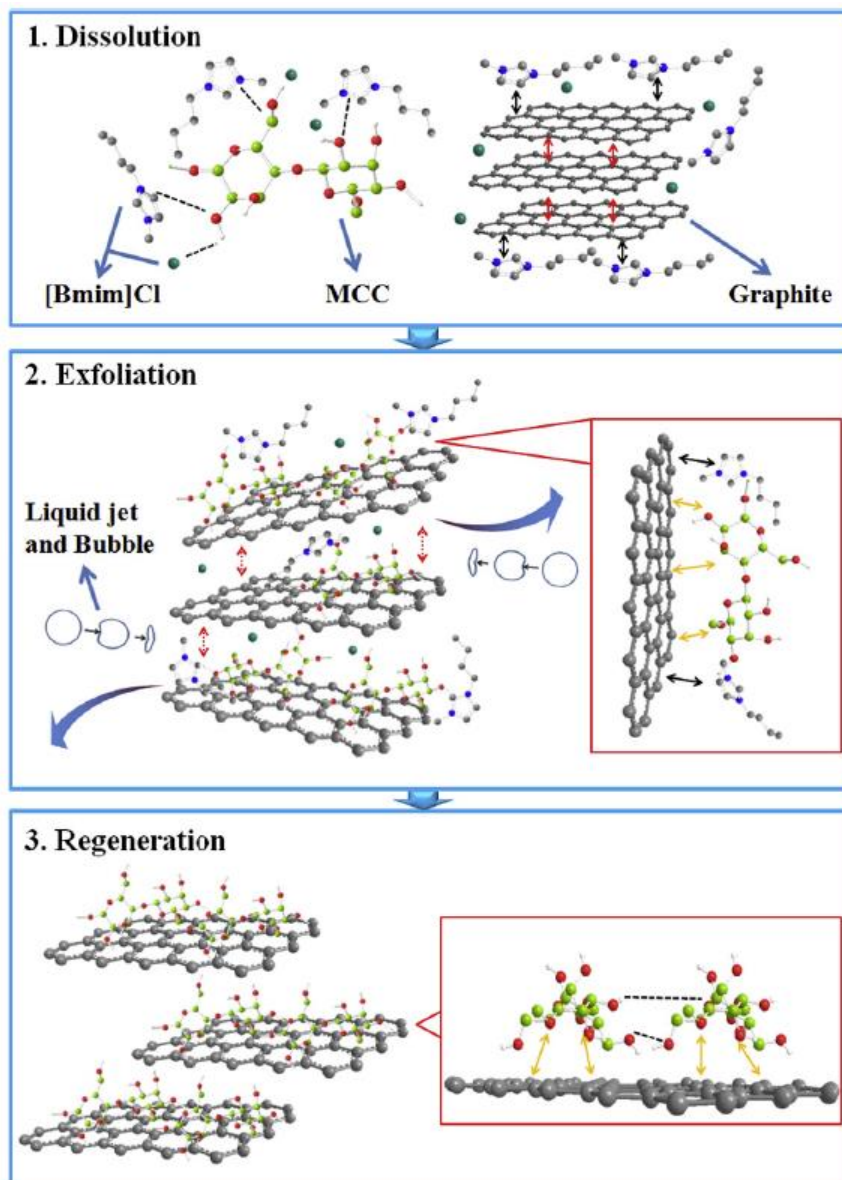 1. Dissolution
[Bmim]Cl
MCC
Graphite
2. Exfoliation
Liquid jet
and Bubble
3. Regeneration